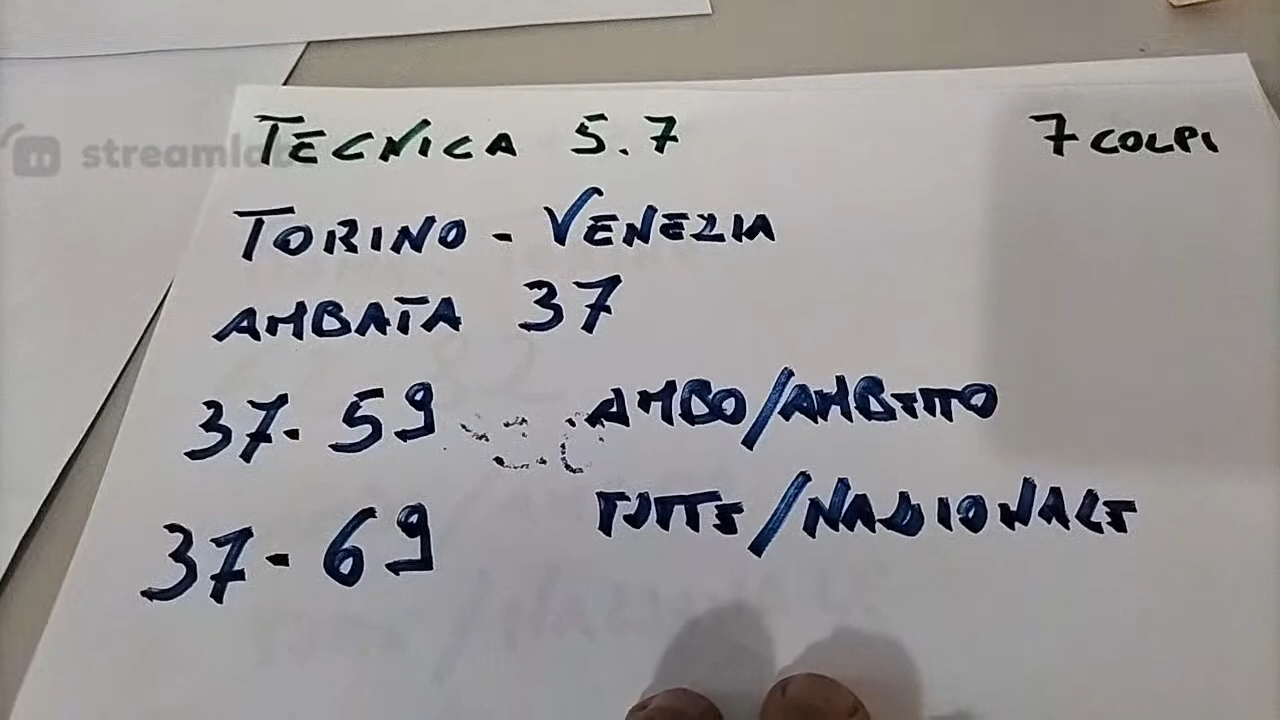 TECNICA 5.7 7 COLPI
TORINO - VENEZIA
AMBATA 37
37-59 AMBO/AMBETTO
37-69 TUTTE/NAZIONALE